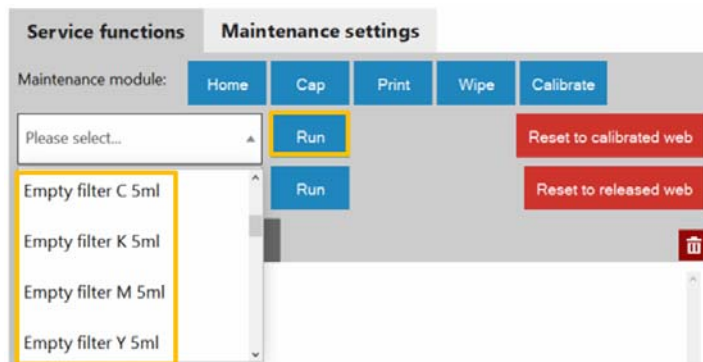 Service functions Maintenance settings
Maintenance module: Home Cap Print Wipe Calibrate
Please select... Run Reset to calibrated web
Empty filter C 5ml Run Reset to released web
Empty filter K 5ml
Empty filter M 5ml
Empty filter Y 5ml